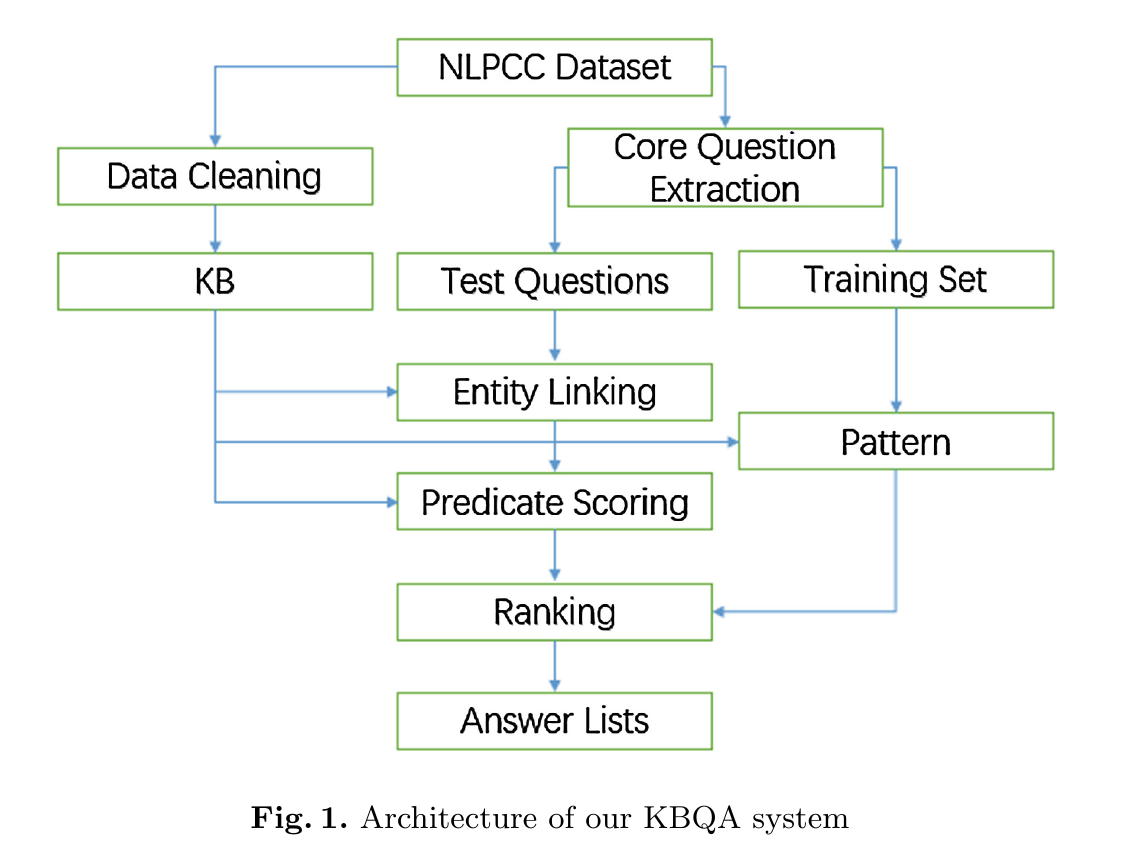 NLPCC Dataset
Core Question
Extraction
Data Cleaning
KB
Test Questions
Training Set
Entity Linking
Pattern
Predicate Scoring
Ranking
Answer Lists
Fig. 1. Architecture of our KBQA system